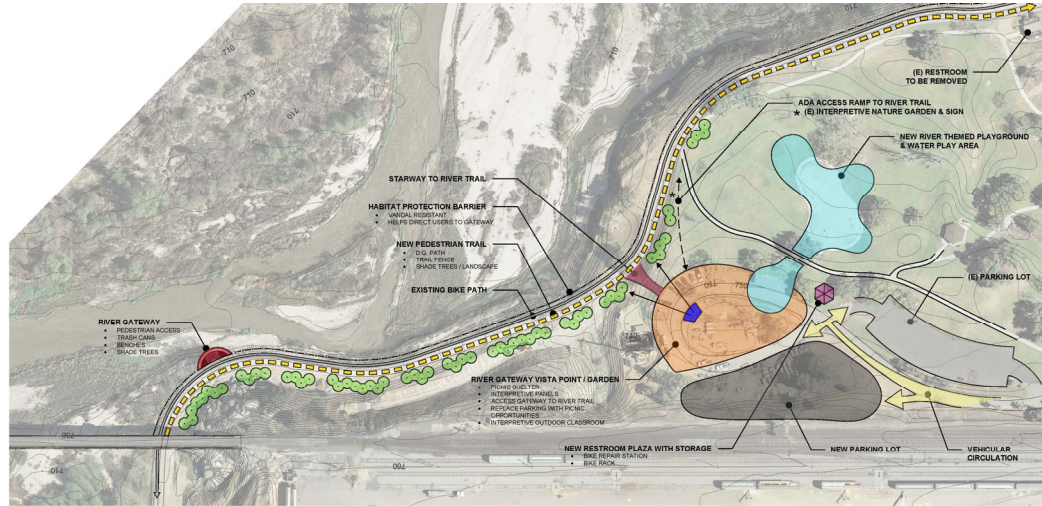 710
(E) RESTROOM
TO BE REMOVED
710
710
710
ADA ACCESS RAMP TO RIVER TRAIL
* (E) INTERPRETIVE NATURE GARDEN & SIGN
NEW RIVER THEMED PLAYGROUND
& WATER PLAY AREA
STARWAY TO RIVER TRAIL
HABITAT PROTECTION BARRIER
• VANDAL RESISTANT
• HELPS DIRECT USERS TO GATEWAY
*
NEW PEDESTRIAN TRAIL
• D.G. PATH
• TRAIL FENCE
• SHADE TREES / LANDSCAPE
(E) PARKING LOT
EXISTING BIKE PATH
760
750
RIVER GATEWAY
• PEDESTRIAN ACCESS
• TRASH CANS
• BENCHES
• SHADE TREES
RIVER GATEWAY VISTA POINT / GARDEN
• PICNIC SHELTER
• INTERPRETIVE PANELS
• ACCESS GATEWAY TO RIVER TRAIL
• REPLACE PARKING WITH PICNIC
OPPORTUNITIES
• INTERPRETIVE OUTDOOR CLASSROOM
NEW RESTROOM PLAZA WITH STORAGE
• BIKE REPAIR STATION
• BIKE RACK
NEW PARKING LOT
VEHICULAR
CIRCULATION
710
760